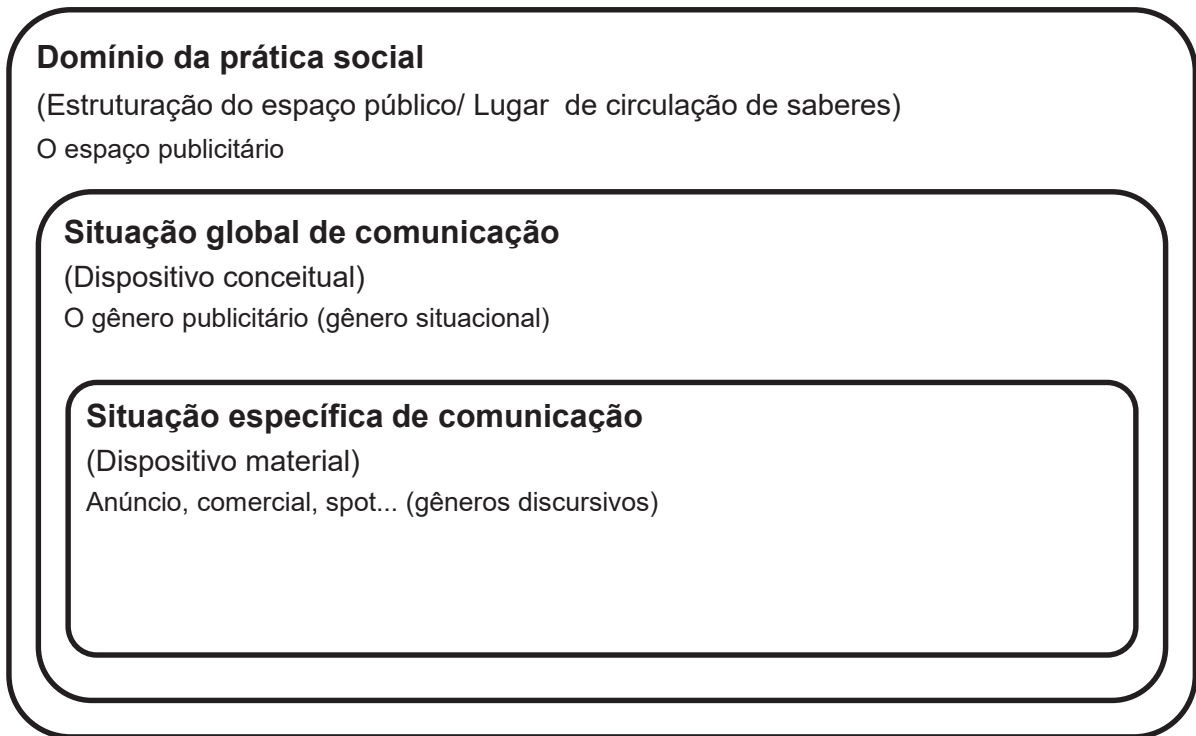 Domínio da prática social
(Estruturação do espaço público/ Lugar  de circulação de saberes)
O espaço publicitário
Situação global de comunicação
(Dispositivo conceitual)
O gênero publicitário (gênero situacional)
Situação específica de comunicação
(Dispositivo material)
Anúncio, comercial, spot... (gêneros discursivos)